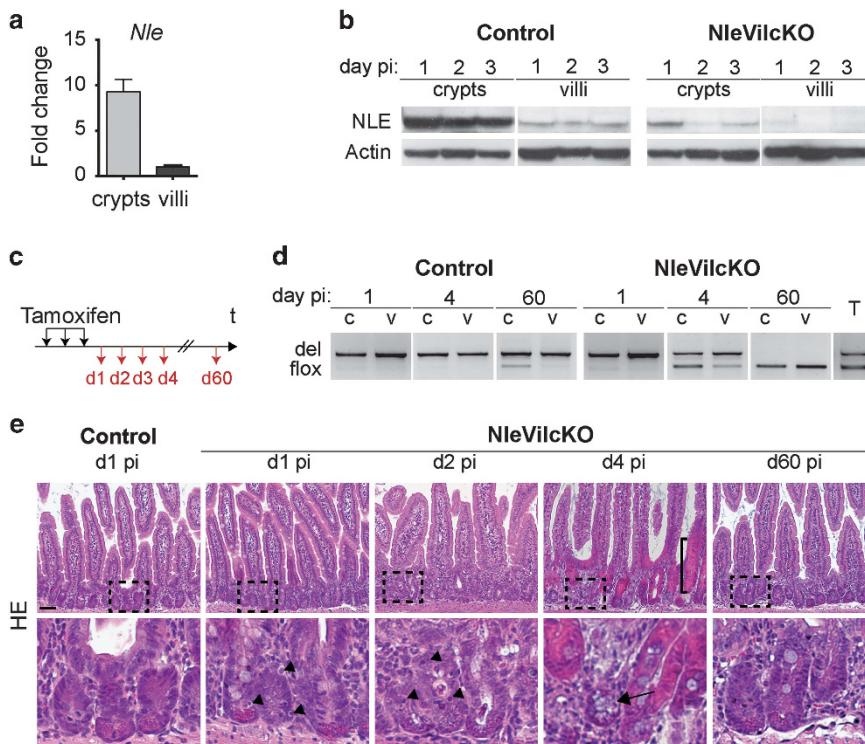 a
Nle
Fold change
15
10
5
0
crypts villi
b
Control NleVilcKO
day pi: 1 2 3 1 2 3 1 2 3 1 2 3
crypts villi crypts villi
NLE
Actin
c
Tamoxifen t
d1 d2 d3 d4 d60
d
Control NleVilcKO
day pi: 1 4 60 1 4 60 T
c v c v c v c v c v c v
del
flox
e
Control NleVilcKO
d1 pi d1 pi d2 pi d4 pi d60 pi
HE